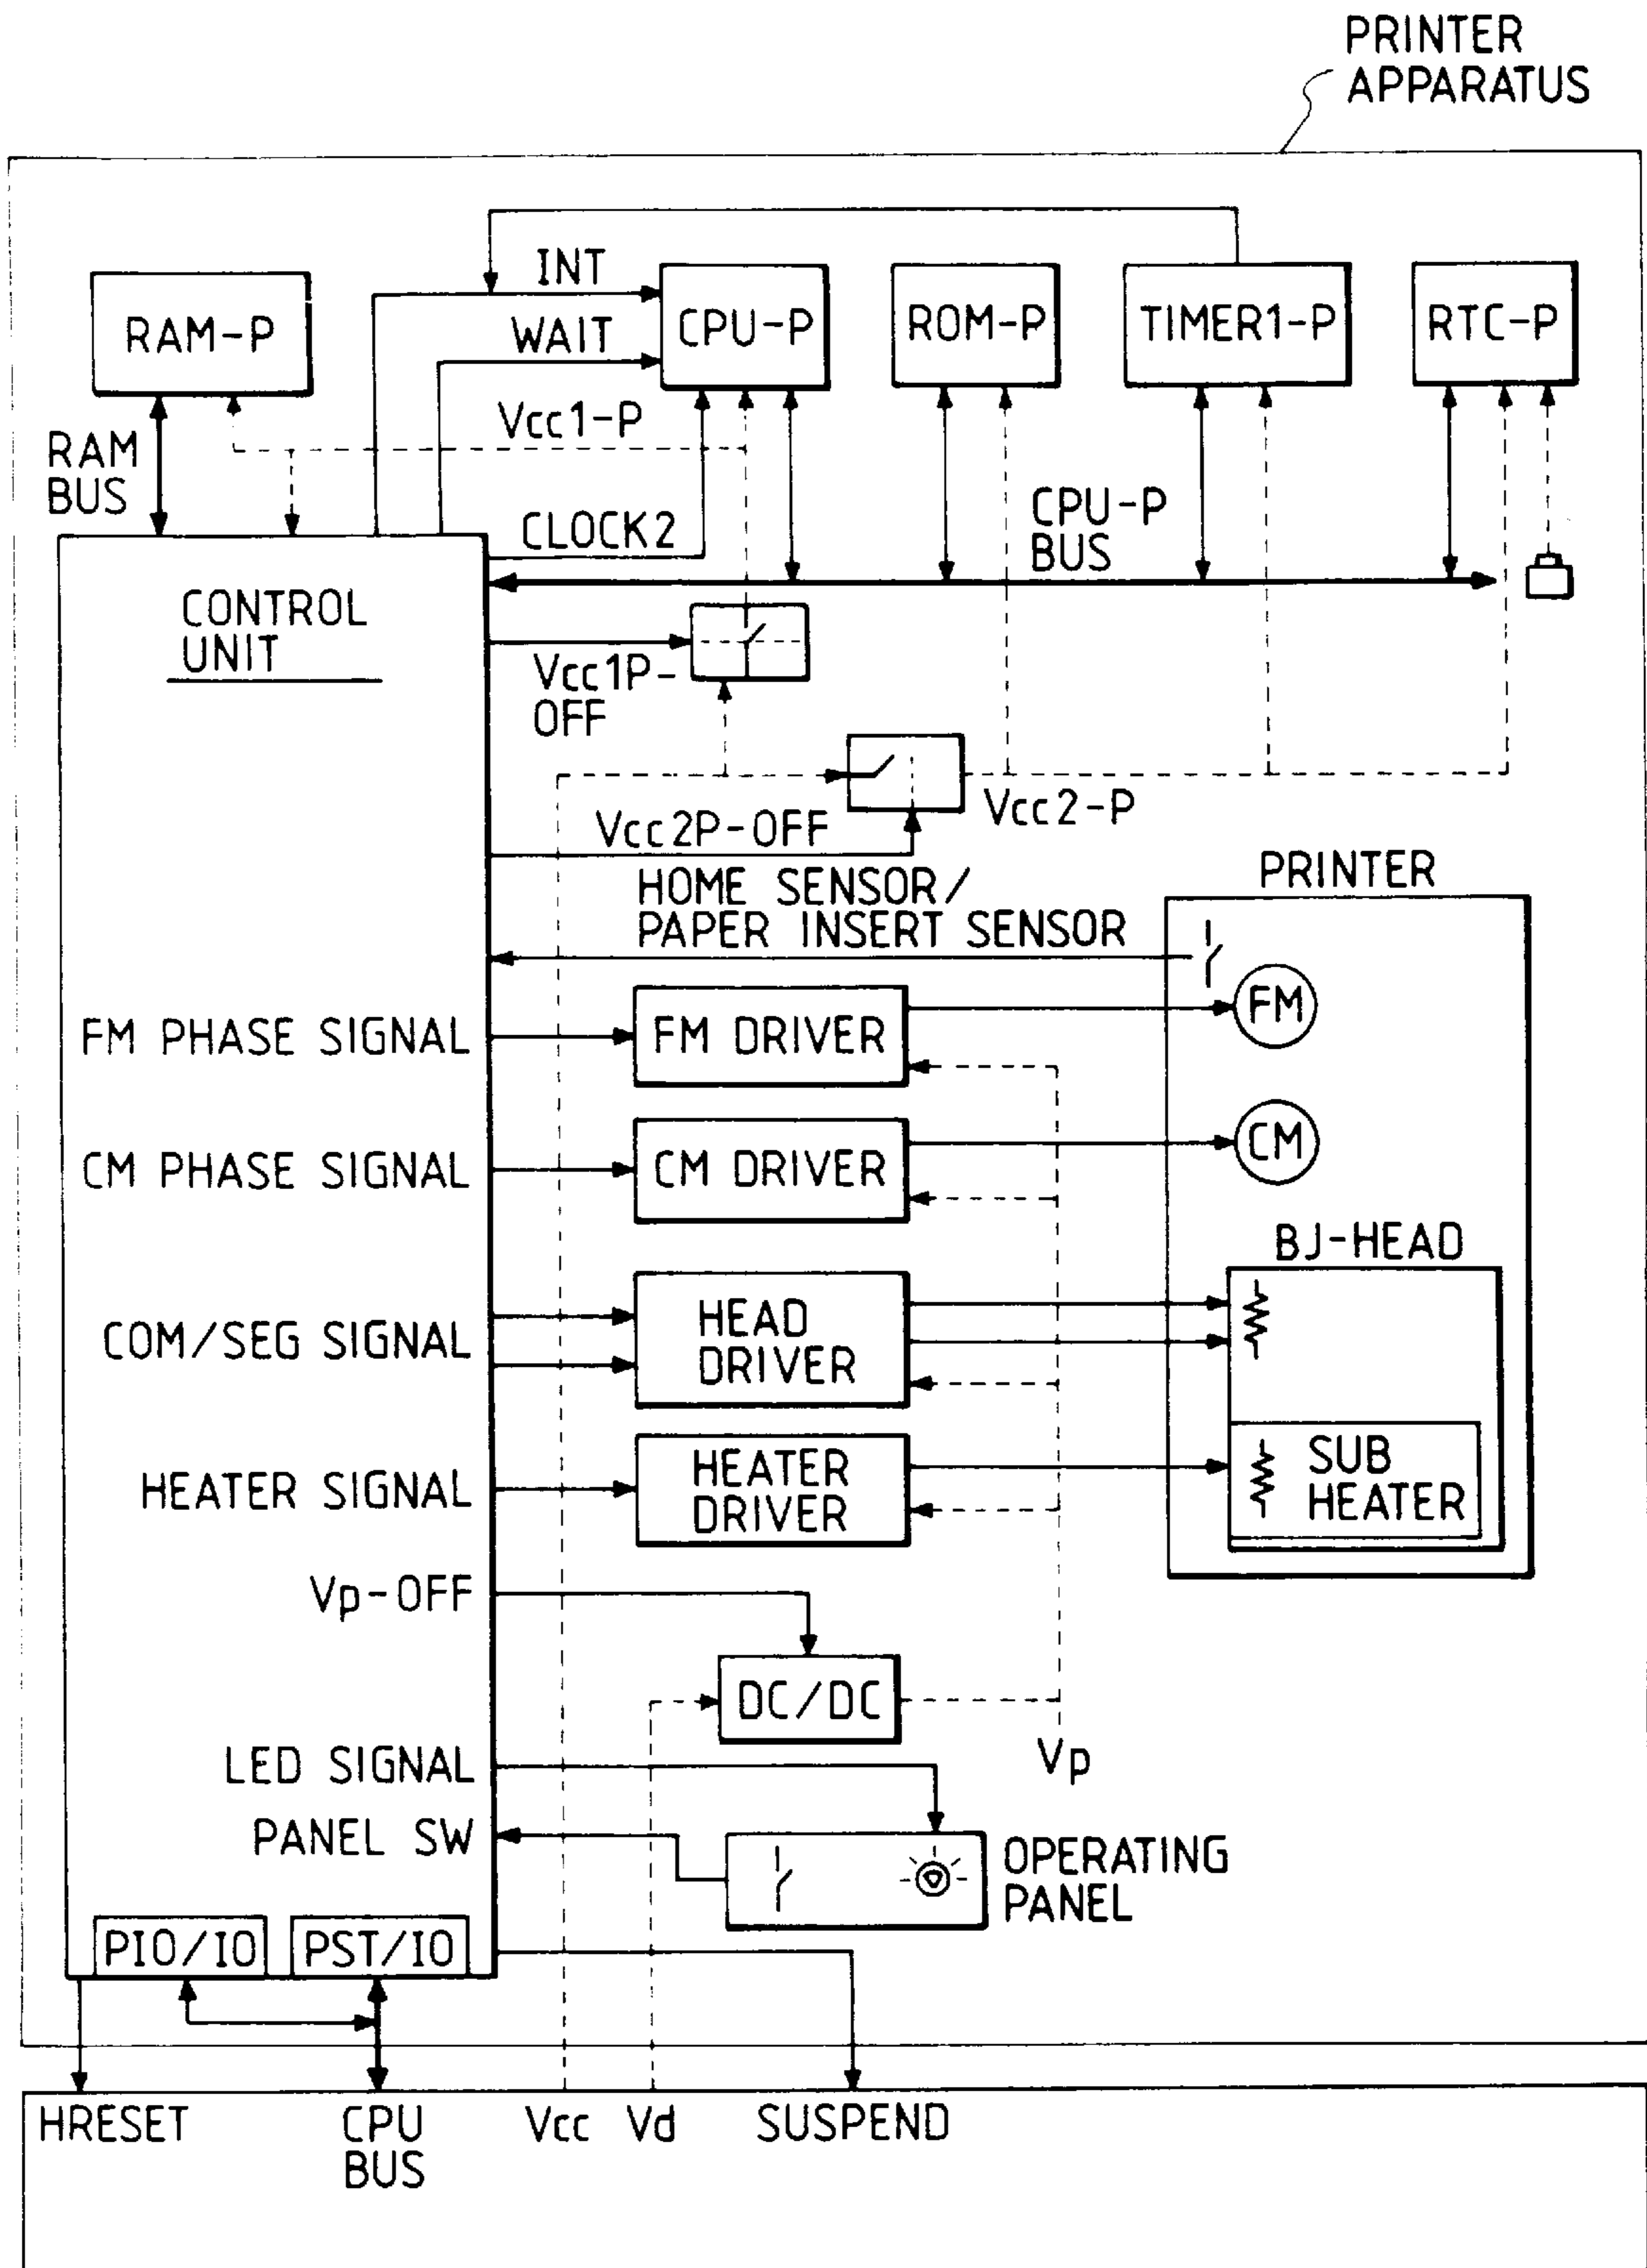 PRINTER
APPARATUS
INT
RAM-P
CPU-P
ROM-P
TIMER1-P
RTC-P
WAIT
Vcc1-P
RAM
BUS
CLOCK2
CPU-P
BUS
CONTROL
UNIT
Vcc1P-
OFF
Vcc2-P
Vcc2P-OFF
PRINTER
HOME SENSOR/
PAPER INSERT SENSOR
FM
FM PHASE SIGNAL
FM DRIVER
CM
CM PHASE SIGNAL
CM DRIVER
BJ-HEAD
COM/SEG SIGNAL
HEAD
DRIVER
HEATER SIGNAL
HEATER
DRIVER
SUB
HEATER
Vp-OFF
DC/DC
Vp
LED SIGNAL
PANEL SW
OPERATING
PANEL
PIO/IO
PST/IO
HRESET
CPU
BUS
Vcc
Vd
SUSPEND